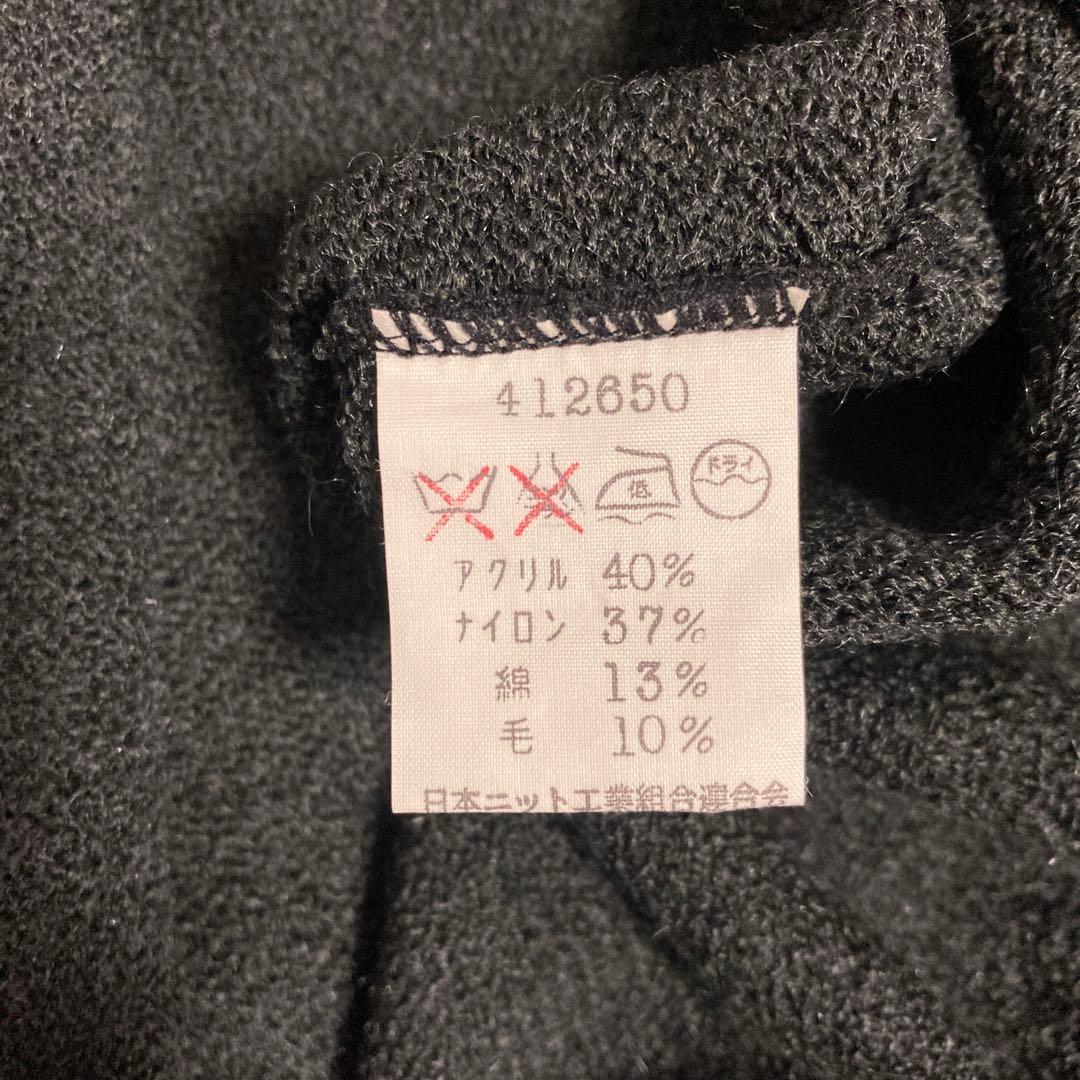 412650
低 ドライ
アクリル 40%
ナイロン 37%
綿 13%
毛 10%
日本ニット工業組合連合会